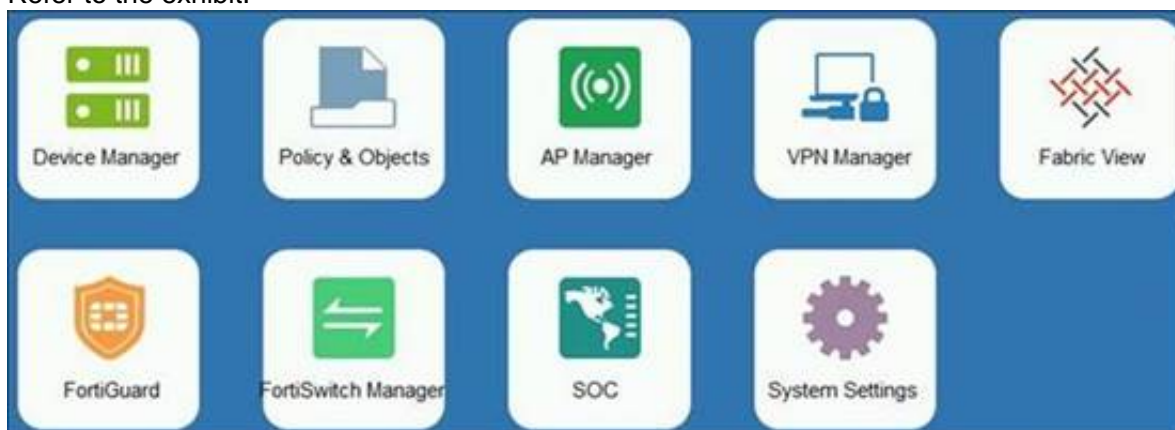 Refer to the exhibit.
Device Manager
Policy & Objects
AP Manager
VPN Manager
Fabric View
FortiGuard
FortiSwitch Manager
SOC
System Settings